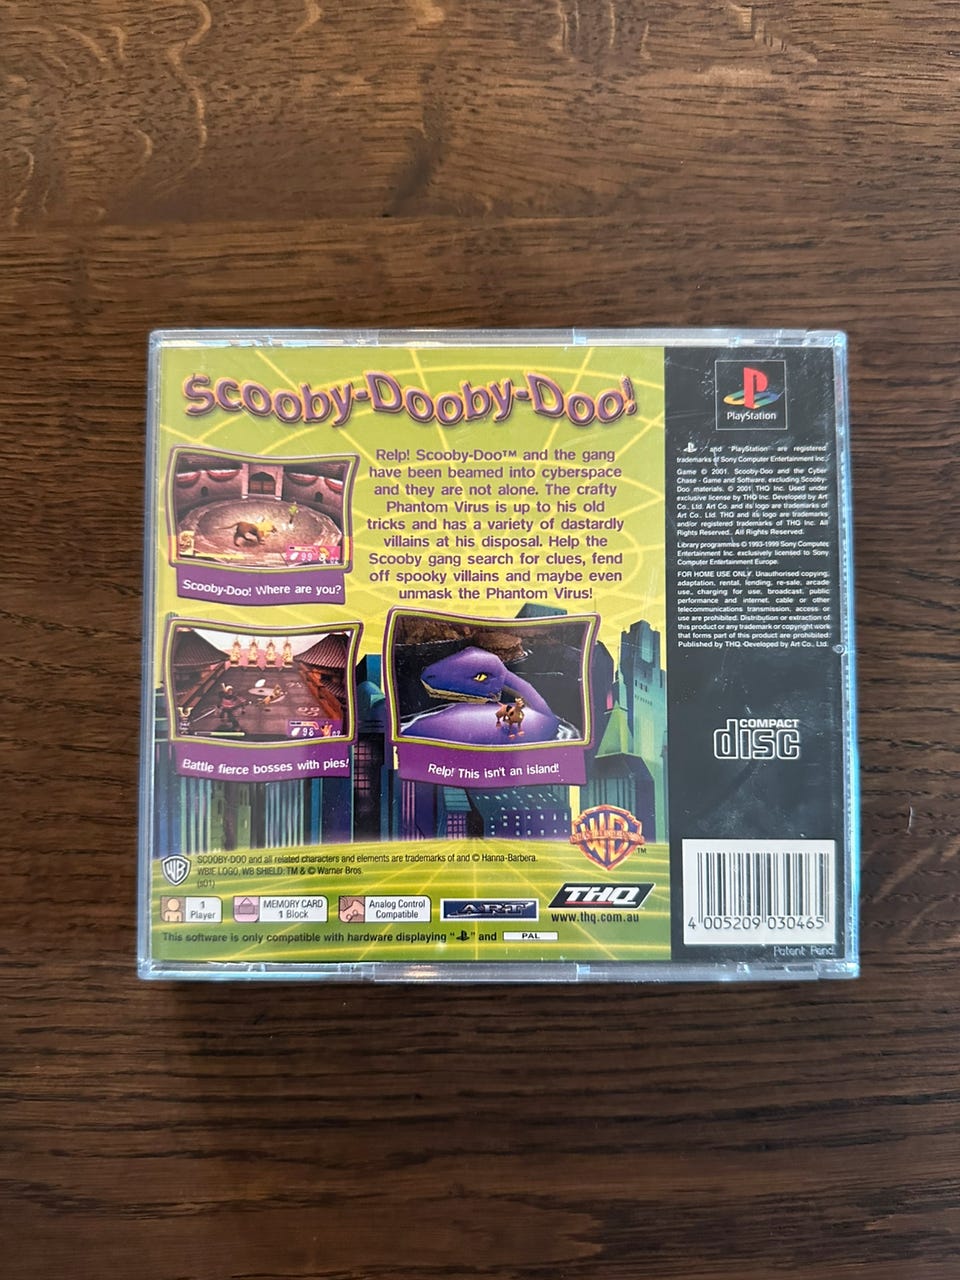 Scooby-Dooby-Doo!
Relp! Scooby-Doo™ and the gang
have been beamed into cyberspace
and they are not alone. The crafty
Phantom Virus is up to his old
tricks and has a variety of dastardly
villains at his disposal. Help the
Scooby gang search for clues, fend
off spooky villains and maybe even
unmask the Phantom Virus!
Scooby-Doo! Where are you?
Battle fierce bosses with pies!
Relp! This isn't an island!
WB
SCOOBY-DOO and all related characters and elements are trademarks of and © Hanna-Barbera.
WBIE LOGO, WB SHIELD: TM & © Warner Bros.
(s01)
WB
TM
1
Player
MEMORY CARD
1 Block
Analog Control
Compatible
ART
THQ
www.thq.com.au
This software is only compatible with hardware displaying " " and PAL
PlayStation
" " and "PlayStation" are registered
trademarks of Sony Computer Entertainment Inc.
Game © 2001. Scooby-Doo and the Cyber
Chase - Game and Software, excluding Scooby-
Doo materials. © 2001 THQ Inc. Used under
exclusive license by THQ Inc. Developed by Art
Co., Ltd. Art Co. and its logo are trademarks of
Art Co., Ltd. THQ and its logo are trademarks
and/or registered trademarks of THQ Inc. All
Rights Reserved. All Rights Reserved.
Library programmes © 1993-1999 Sony Computer
Entertainment Inc. exclusively licensed to Sony
Computer Entertainment Europe.
FOR HOME USE ONLY. Unauthorised copying,
adaptation, rental, lending, re-sale, arcade
use, charging for use, broadcast, public
performance and internet, cable or other
telecommunications transmission, access or
use are prohibited. Distribution or extraction of
this product or any trademark or copyright work
that forms part of this product are prohibited.
Published by THQ. Developed by Art Co., Ltd.
COMPACT
disc
4 005209 030465
Patent Pend.